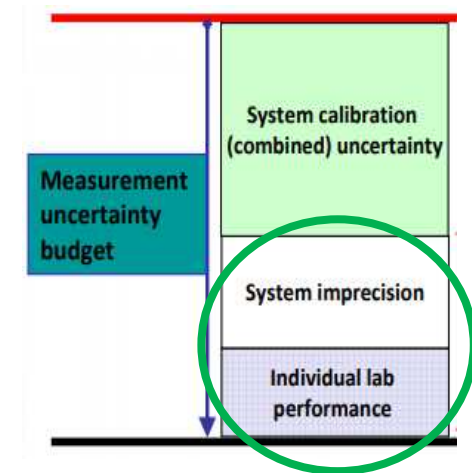 System calibration
(combined) uncertainty
Measurement
uncertainty
budget
System imprecision
Individual lab
performance